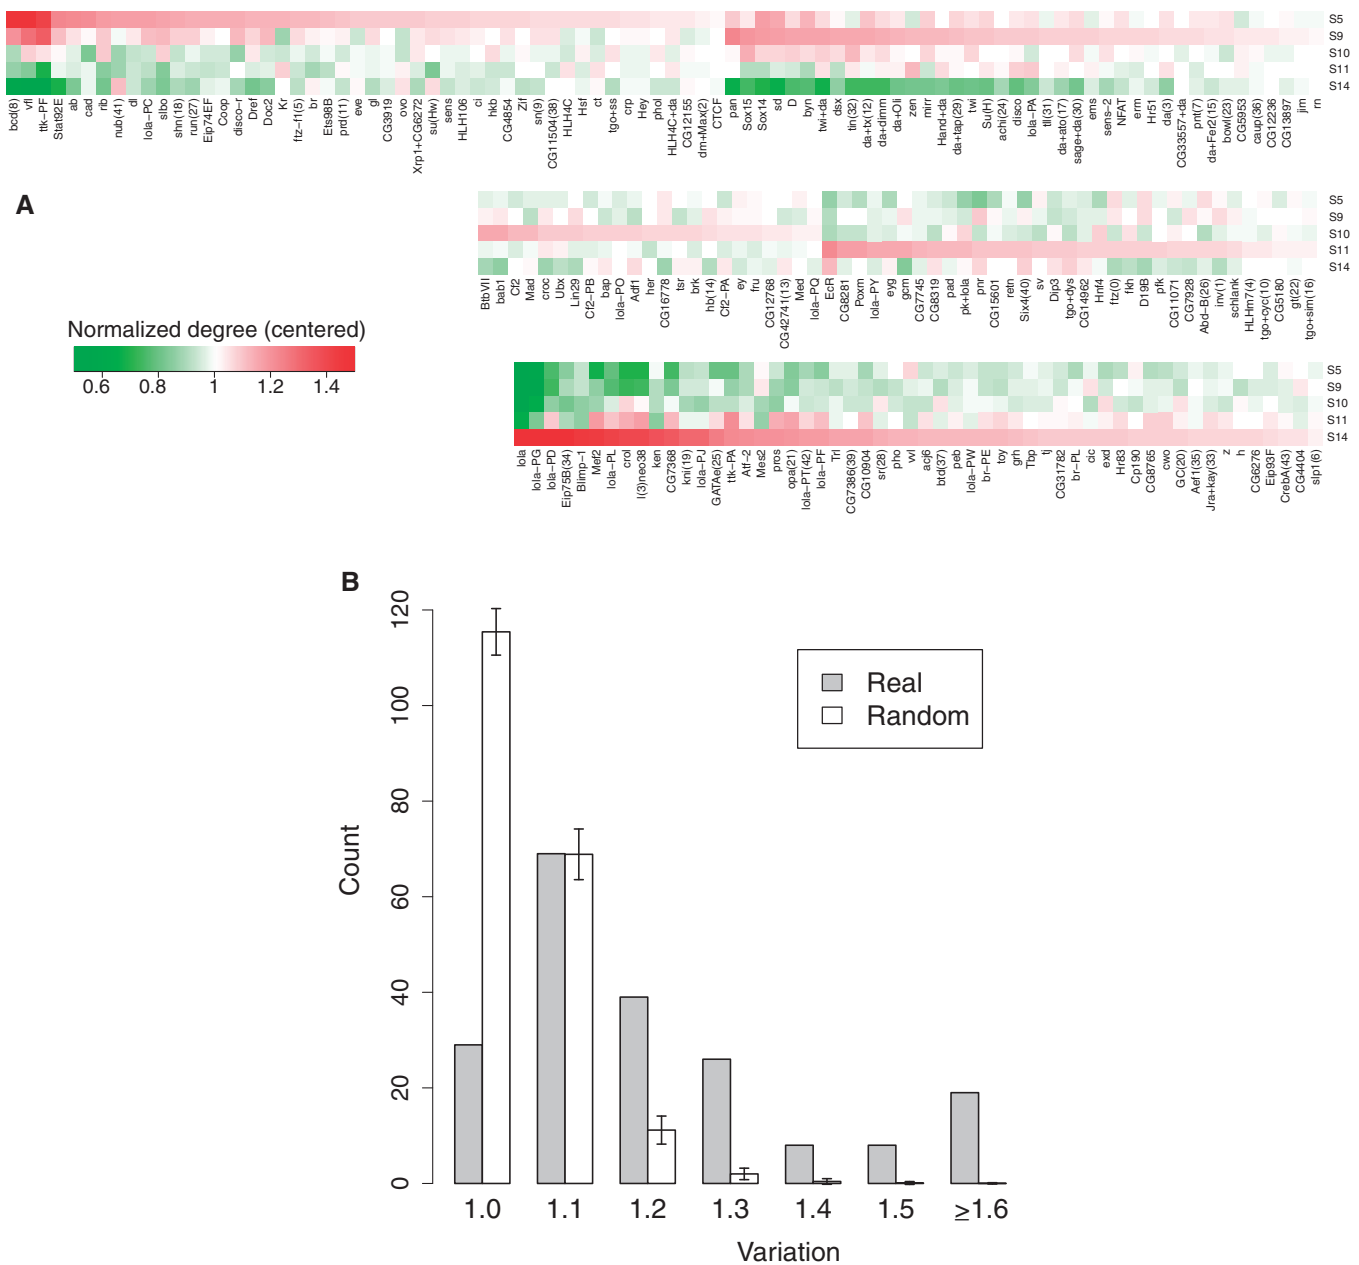 S5
S9
S10
S11
S14
bcd(8) vfl ttk-PF Stat92E ab cad rib nub(41) dl lola-PC slbo shn(18) run(27) Eip74EF Coop disco-r Dref Doc2 Kr ftz-f1(5) br Ets98B prd(11) eve gl CG3919 ovo Xrp1+CG6272 su(Hw) sens HLH106 ci hkb CG4854 Zif sn(9) CG11504(38) HLH4C Hsf ct tgo+ss crp Hey phol HLH4C+da CG12155 dm+Max(2) CTCF pan Sox15 Sox14 sd D byn twi+da dsx tin(32) da+tx(12) da+dimm da+Oli zen mirr Hand+da da+tap(29) twi Su(H) achi(24) disco lola-PA tll(31) da+ato(17) sage+da(30) ems sens-2 NFAT erm Hr51 da(3) CG33557+da pnt(7) da+Fer2(15) bowl(23) CG5953 caup(36) CG12236 CG13897 jim rn
A
S5
S9
S10
S11
S14
BtbVII bab1 Cf2 Mad croc Ubx Lin29 Cf2-PB bap lola-PO Adf1 her CG16778 tsr brk hb(14) Cf2-PA ey fru CG12768 CG42741(13) Med lola-PQ EcR CG8281 Poxm lola-PY eyg gcm CG7745 CG8319 pad pk+lola pnr CG15601 retn Six4(40) sv Dip3 tgo+dys CG14962 Hnf4 ftz(0) fkh D19B pfk CG11071 CG7928 Abd-B(26) inv(1) schlank HLHm7(4) tgo+cyc(10) CG5180 gt(22) tgo+sim(16)
Normalized degree (centered)
0.6 0.8 1 1.2 1.4
S5
S9
S10
S11
S14
lola lola-PG lola-PD Eip75B(34) Blimp-1 Mef2 lola-PL crol l(3)neo38 ken CG7368 kni(19) lola-PJ GATAe(25) ttk-PA Atf-2 Mes2 pros opa(21) lola-PT(42) lola-PF Trl CG7386(39) CG10904 sr(28) pho vvl acj6 btd(37) peb lola-PW br-PE toy grh Tbp tj CG31782 br-PL cic exd Hr83 Cp190 CG8765 cwo GC(20) Aef1(35) Jra+kay(33) z h CG6276 Eip93F CrebA(43) CG4404 slp1(6)
B
Count
0 20 40 60 80 100 120
Real
Random
1.0 1.1 1.2 1.3 1.4 1.5 ≥1.6
Variation